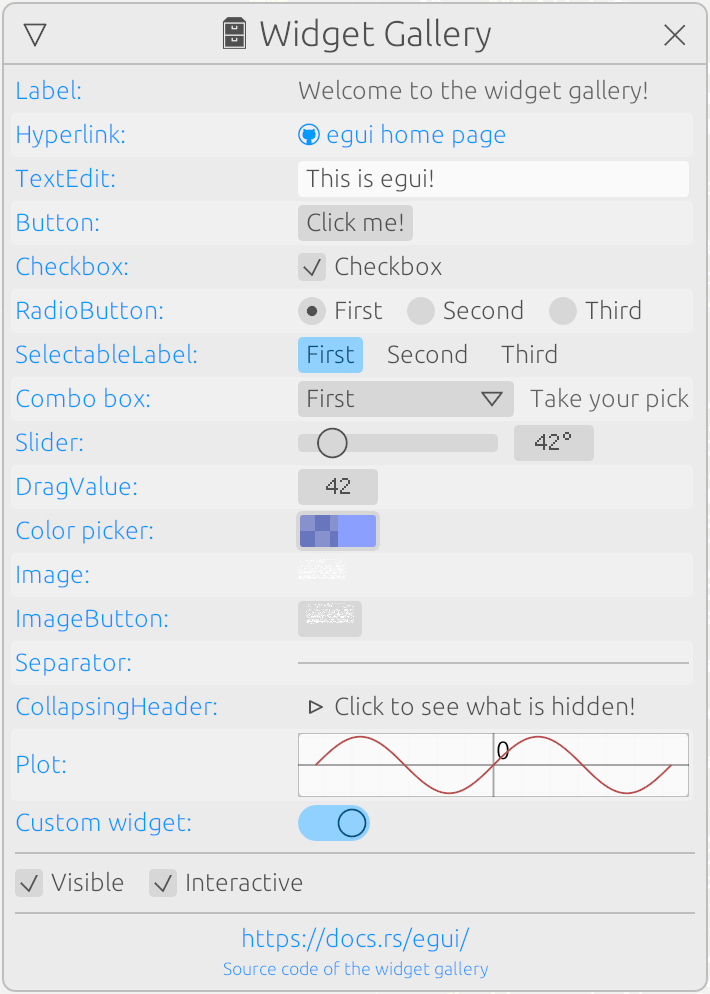 Widget Gallery
Label: Welcome to the widget gallery!
Hyperlink: egui home page
TextEdit: This is egui!
Button: Click me!
Checkbox: Checkbox
RadioButton: First Second Third
SelectableLabel: First Second Third
Combo box: First Take your pick
Slider: 42°
DragValue: 42
Color picker:
Image:
ImageButton:
Separator:
CollapsingHeader: Click to see what is hidden!
Plot: 0
Custom widget:
Visible Interactive
https://docs.rs/egui/
Source code of the widget gallery